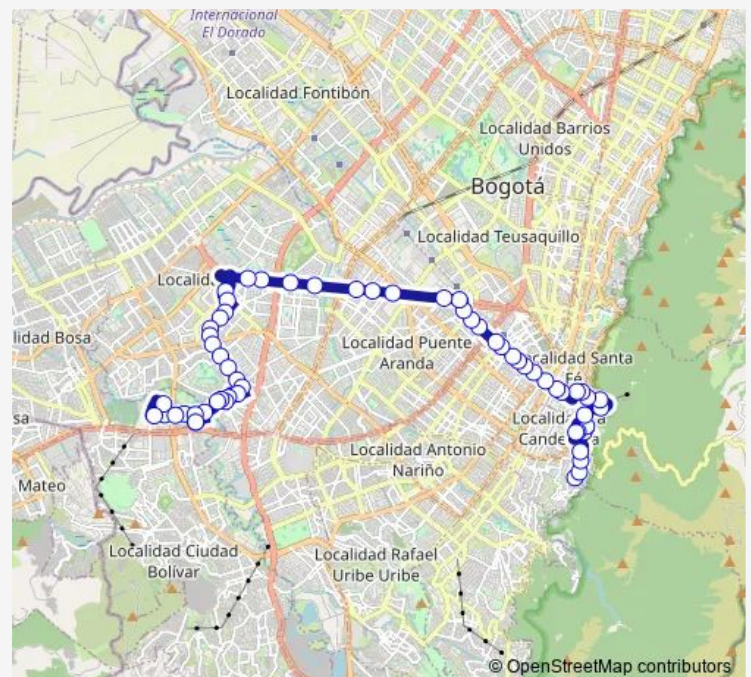 Internacional
El Dorado
Localidad Fontibón
Localidad Barrios
Unidos
Bogotá
Localidad Teusaquillo
Localid
lidad Bosa
Localidad Puente
Aranda
calidad Santa
Fé
sa
Localida
Cande
Localidad Antonio
Nariño
Mateo
Localidad Ciudad
Bolívar
Localidad Rafael
Uribe Uribe
© OpenStreetMap contributors